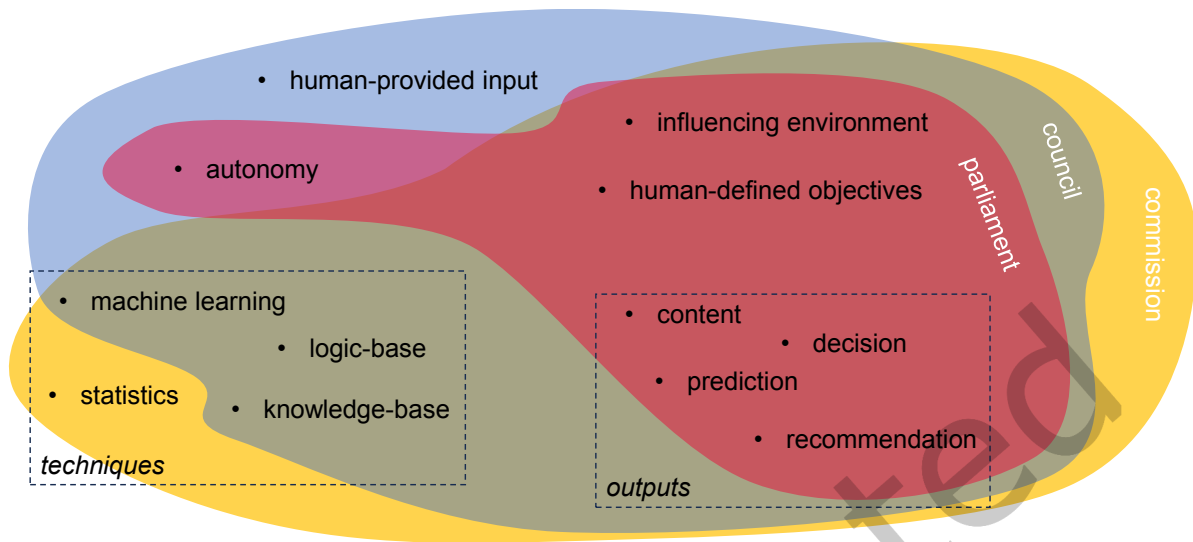 • human-provided input
• influencing environment
• autonomy
• human-defined objectives
parliament
council
commission
• machine learning
• logic-base
• statistics
• knowledge-base
techniques
• content
• decision
• prediction
• recommendation
outputs
ted